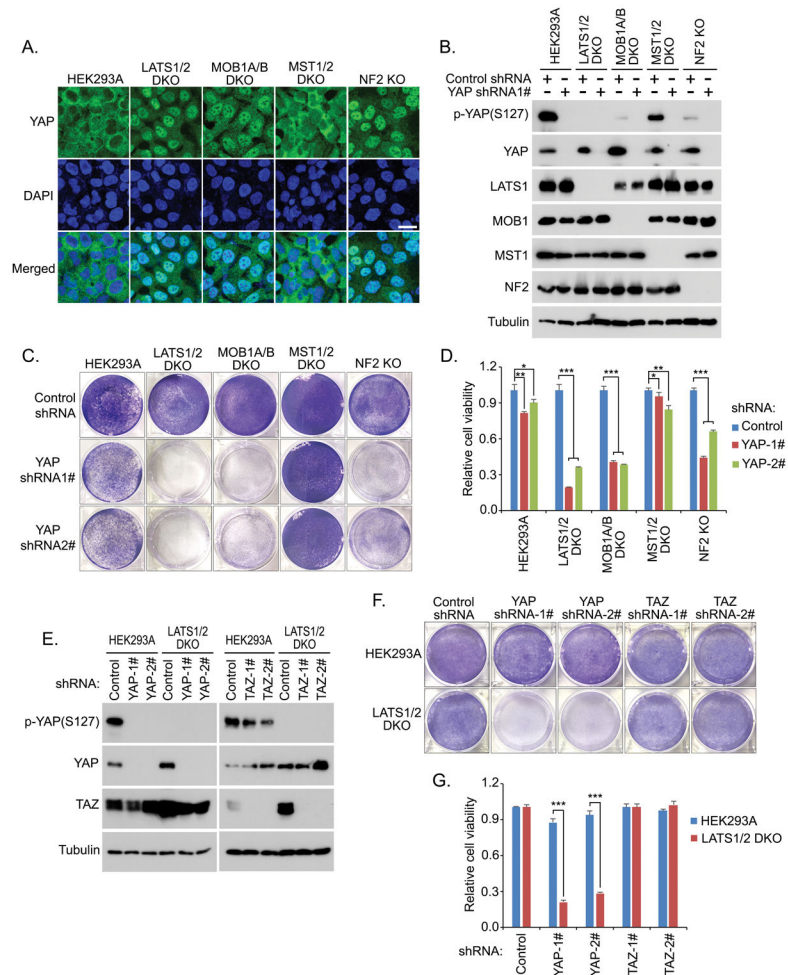 A.
HEK293A
LATS1/2 DKO
MOB1A/B DKO
MST1/2 DKO
NF2 KO
YAP
DAPI
Merged
B.
HEK293A
LATS1/2 DKO
MOB1A/B DKO
MST1/2 DKO
NF2 KO
Control shRNA + - + - + - + - + -
YAP shRNA1# - + - + - + - + - +
p-YAP(S127)
YAP
LATS1
MOB1
MST1
NF2
Tubulin
C.
HEK293A
LATS1/2 DKO
MOB1A/B DKO
MST1/2 DKO
NF2 KO
Control shRNA
YAP shRNA1#
YAP shRNA2#
D.
Relative cell viability
1.2
0.9
0.6
0.3
0.0
*
**
***
***
**
*
***
shRNA:
Control
YAP-1#
YAP-2#
HEK293A
LATS1/2 DKO
MOB1A/B DKO
MST1/2 DKO
NF2 KO
E.
HEK293A
LATS1/2 DKO
HEK293A
LATS1/2 DKO
shRNA:
Control
YAP-1#
YAP-2#
Control
YAP-1#
YAP-2#
Control
TAZ-1#
TAZ-2#
Control
TAZ-1#
TAZ-2#
p-YAP(S127)
YAP
TAZ
Tubulin
F.
Control shRNA
YAP shRNA-1#
YAP shRNA-2#
TAZ shRNA-1#
TAZ shRNA-2#
HEK293A
LATS1/2 DKO
G.
Relative cell viability
1.2
0.9
0.6
0.3
0.0
***
***
HEK293A
LATS1/2 DKO
shRNA:
Control
YAP-1#
YAP-2#
TAZ-1#
TAZ-2#